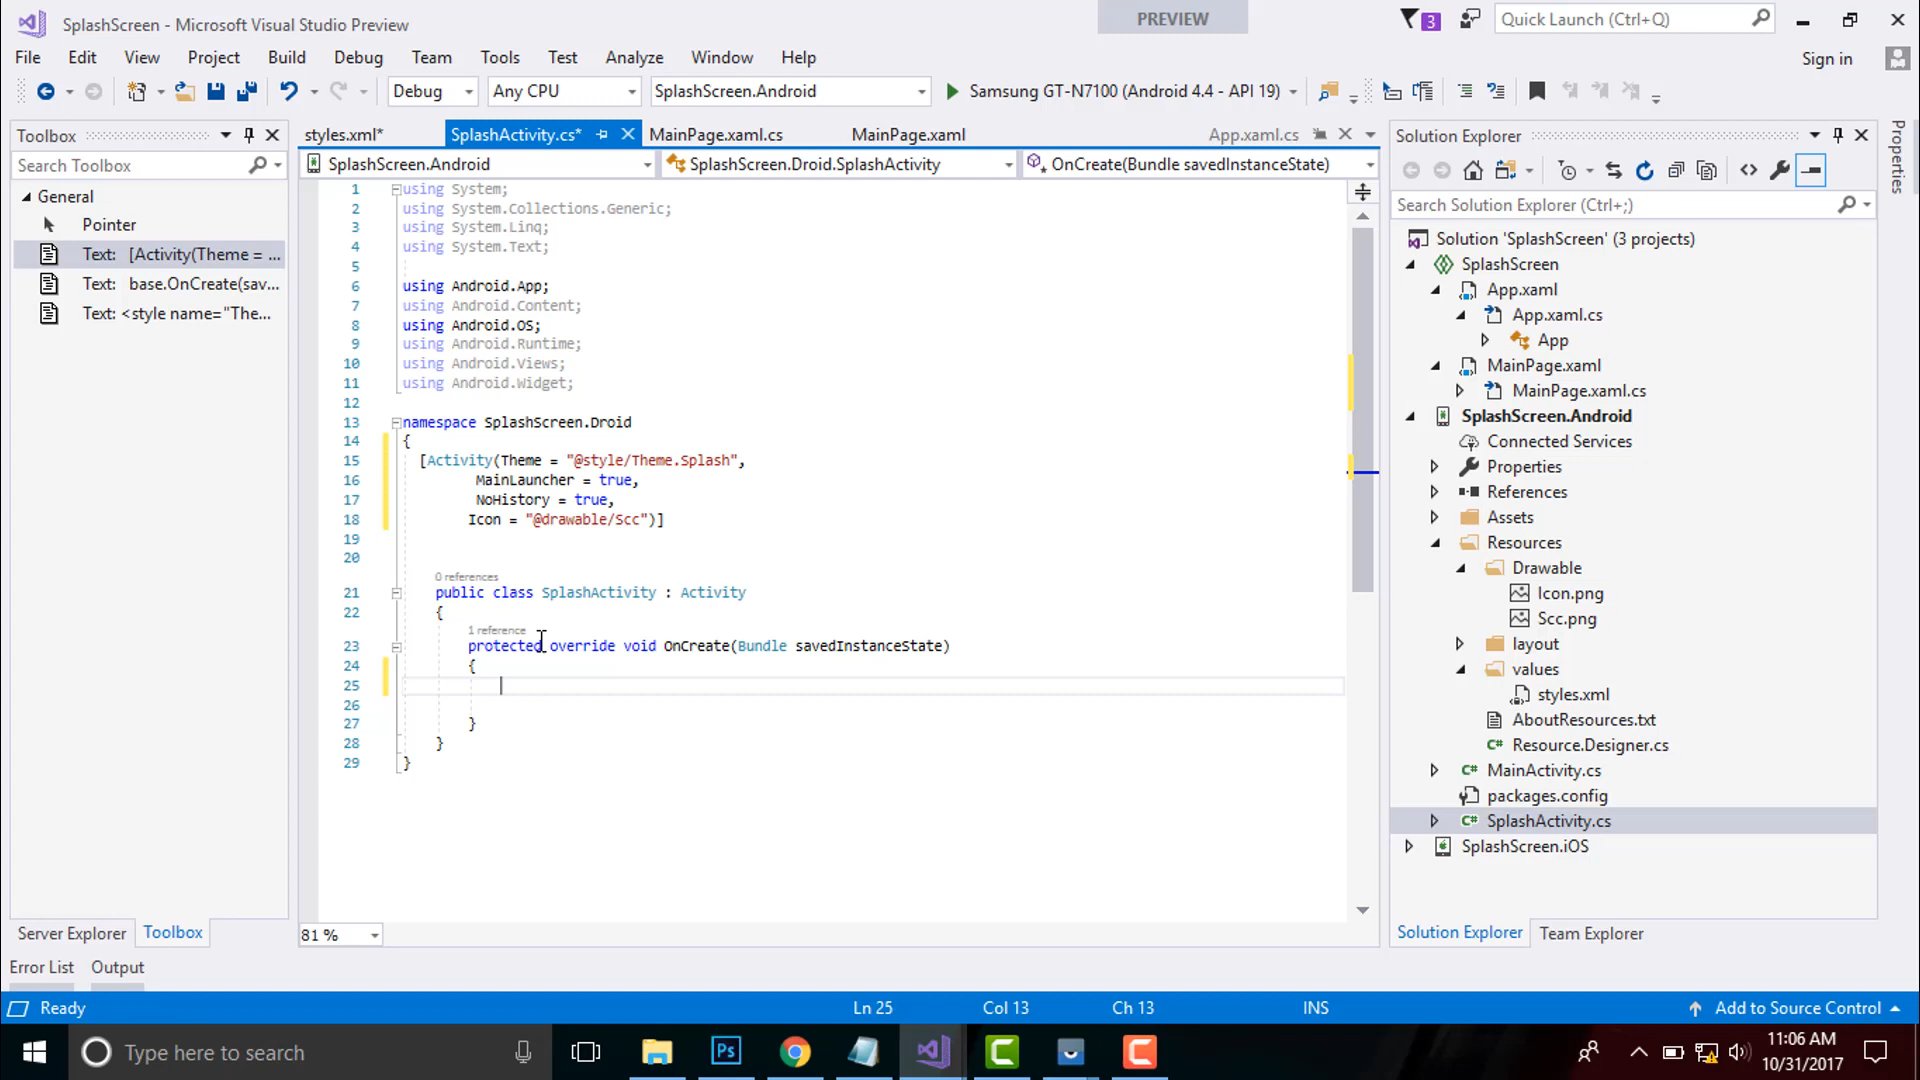 SplashScreen - Microsoft Visual Studio Preview
PREVIEW
3
Quick Launch (Ctrl+Q)
File Edit View Project Build Debug Team Tools Test Analyze Window Help
Sign in
Debug
Any CPU
SplashScreen.Android
Samsung GT-N7100 (Android 4.4 - API 19)
Toolbox
Search Toolbox
General
Pointer
Text: [Activity(Theme = ...
Text: base.OnCreate(sav...
Text: <style name="The...
Server Explorer
Toolbox
styles.xml*
SplashActivity.cs*
MainPage.xaml.cs
MainPage.xaml
App.xaml.cs
SplashScreen.Android
SplashScreen.Droid.SplashActivity
OnCreate(Bundle savedInstanceState)
1 using System;
2 using System.Collections.Generic;
3 using System.Linq;
4 using System.Text;
5
6 using Android.App;
7 using Android.Content;
8 using Android.OS;
9 using Android.Runtime;
10 using Android.Views;
11 using Android.Widget;
12
13 namespace SplashScreen.Droid
14 {
15 [Activity(Theme = "@style/Theme.Splash",
16 MainLauncher = true,
17 NoHistory = true,
18 Icon = "@drawable/Scc")]
19
20
0 references
21 public class SplashActivity : Activity
22 {
1 reference
23 protected override void OnCreate(Bundle savedInstanceState)
24 {
25
26
27 }
28 }
29 }
81 %
Solution Explorer
Search Solution Explorer (Ctrl+;)
Solution 'SplashScreen' (3 projects)
SplashScreen
App.xaml
App.xaml.cs
App
MainPage.xaml
MainPage.xaml.cs
SplashScreen.Android
Connected Services
Properties
References
Assets
Resources
Drawable
Icon.png
Scc.png
layout
values
styles.xml
AboutResources.txt
Resource.Designer.cs
MainActivity.cs
packages.config
SplashActivity.cs
SplashScreen.iOS
Solution Explorer
Team Explorer
Properties
Error List
Output
Ready
Ln 25
Col 13
Ch 13
INS
Add to Source Control
Type here to search
Ps
11:06 AM
10/31/2017